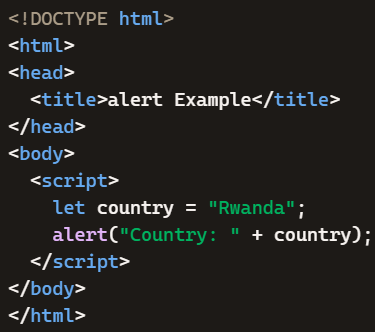 <!DOCTYPE html>
<html>
<head>
  <title>alert Example</title>
</head>
<body>
  <script>
    let country = "Rwanda";
    alert("Country: " + country);
  </script>
</body>
</html>